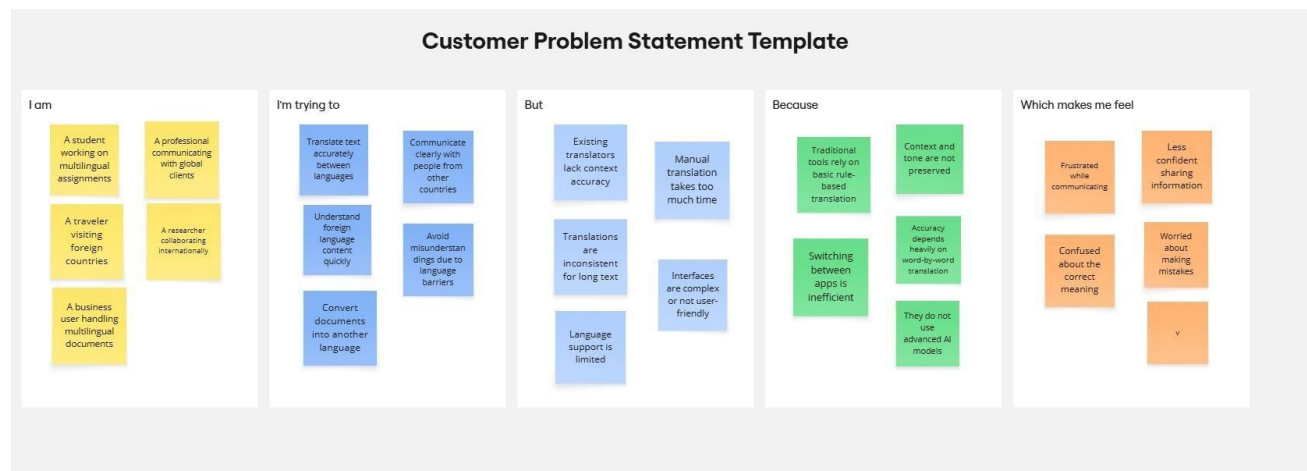 Customer Problem Statement Template
I am
A student
working on
multilingual
assignments
A professional
communicating
with global
clients
A traveler
visiting
foreign
countries
A researcher
collaborating
internationally
A business
user handling
multilingual
documents
I'm trying to
Translate text
accurately
between
languages
Communicate
clearly with
people from
other
countries
Understand
foreign
language
content
quickly
Avoid
misunderstan
dings due to
language
barriers
Convert
documents
into another
language
But
Existing
translators
lack context
accuracy
Manual
translation
takes too
much time
Translations
are
inconsistent
for long text
Interfaces
are complex
or not user-
friendly
Language
support is
limited
Because
Traditional
tools rely on
basic rule-
based
translation
Context and
tone are not
preserved
Accuracy
depends
heavily on
word-by-word
translation
Switching
between
apps is
inefficient
They do not
use
advanced AI
models
Which makes me feel
Frustrated
while
communicating
Less
confident
sharing
information
Confused
about the
correct
meaning
Worried
about
making
mistakes
v